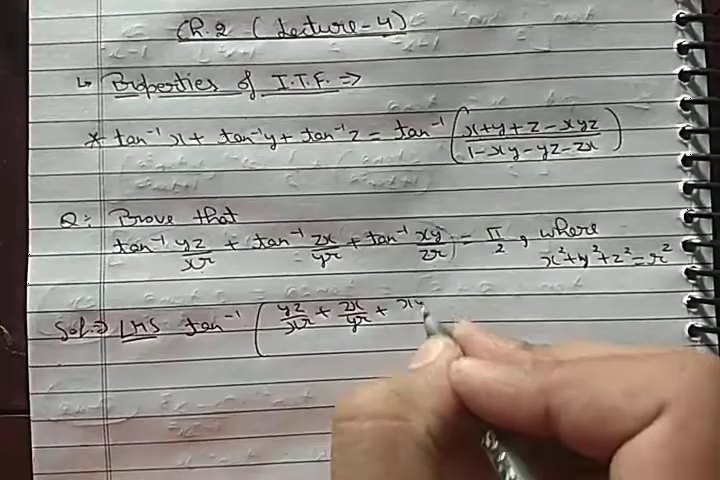 Ch.2 (Lecture-4)
↳ Properties of I.T.F. ⇒
* tan⁻¹x + tan⁻¹y + tan⁻¹z = tan⁻¹ ( x+y+z-xyz / 1-xy-yz-zx )
Q: Prove that
tan⁻¹ yz/xr + tan⁻¹ zx/yr + tan⁻¹ xy/zr = π/2, where x²+y²+z²=r²
Sol⇒ LHS tan⁻¹ ( yz/xr + zx/yr + xy